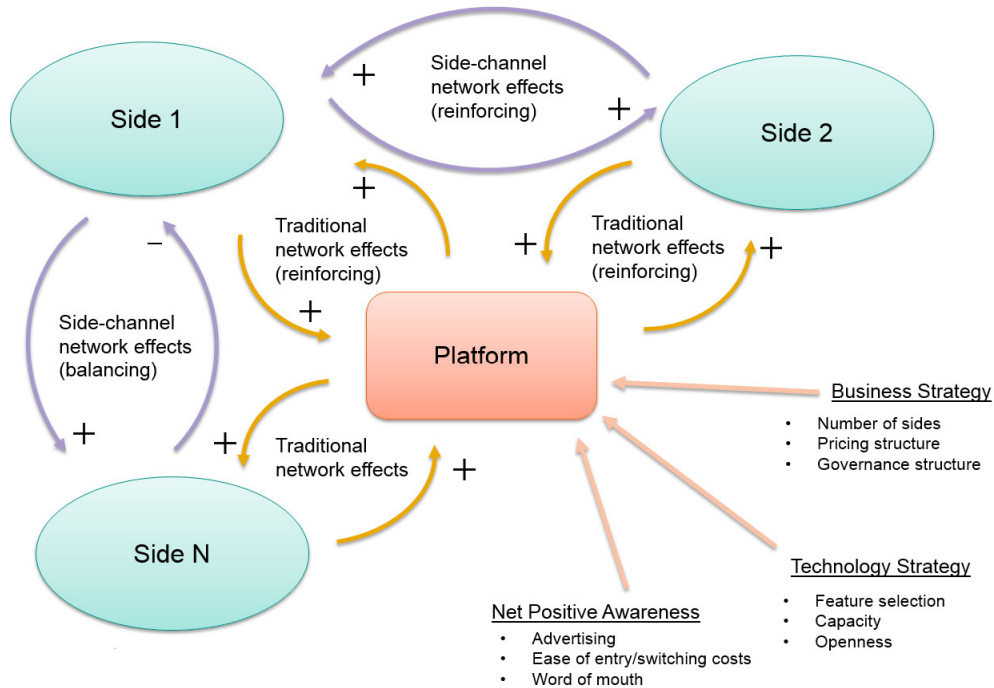 Side 1
+
Side-channel
network effects
(reinforcing)
+
Side 2
+
Traditional
network effects
(reinforcing)
+
+
Traditional
network effects
(reinforcing)
+
–
Side-channel
network effects
(balancing)
+
Platform
+
Traditional
network effects
+
Side N
Business Strategy
• Number of sides
• Pricing structure
• Governance structure
Technology Strategy
• Feature selection
• Capacity
• Openness
Net Positive Awareness
• Advertising
• Ease of entry/switching costs
• Word of mouth